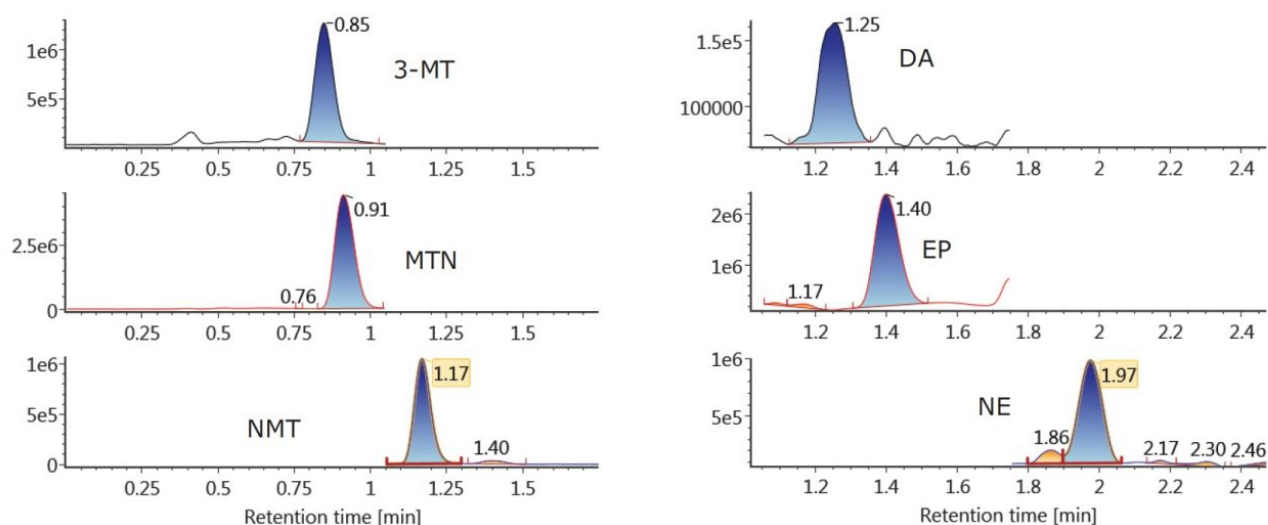 1e6
5e5
0.85
3-MT
0.25 0.5 0.75 1 1.25 1.5
2.5e6
0
0.76
0.91
MTN
0.25 0.5 0.75 1 1.25 1.5
1e6
5e5
0
NMT
1.17
1.40
0.25 0.5 0.75 1 1.25 1.5
Retention time [min]
1.5e5
100000
1.25
DA
1.2 1.4 1.6 1.8 2 2.2 2.4
2e6
1e6
1.17
1.40
EP
1.2 1.4 1.6 1.8 2 2.2 2.4
5e5
NE
1.86
1.97
2.17 2.30 2.46
1.2 1.4 1.6 1.8 2 2.2 2.4
Retention time [min]